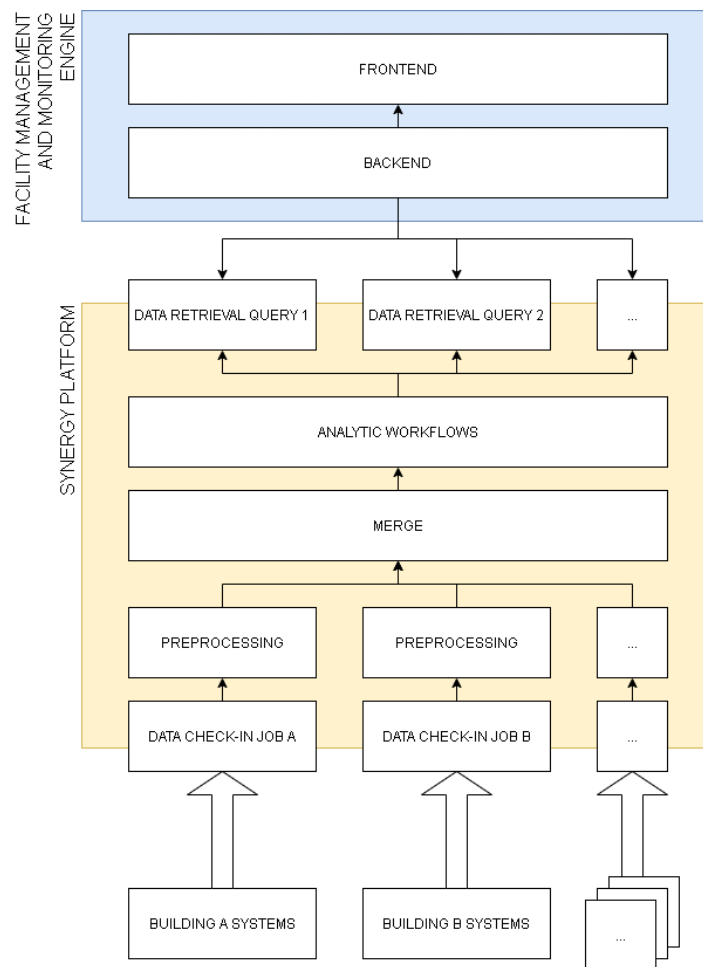 FACILITY MANAGEMENT
AND MONITORING
ENGINE
FRONTEND
BACKEND
SYNERGY PLATFORM
DATA RETRIEVAL QUERY 1
DATA RETRIEVAL QUERY 2
...
ANALYTIC WORKFLOWS
MERGE
PREPROCESSING
PREPROCESSING
...
DATA CHECK-IN JOB A
DATA CHECK-IN JOB B
...
BUILDING A SYSTEMS
BUILDING B SYSTEMS
...